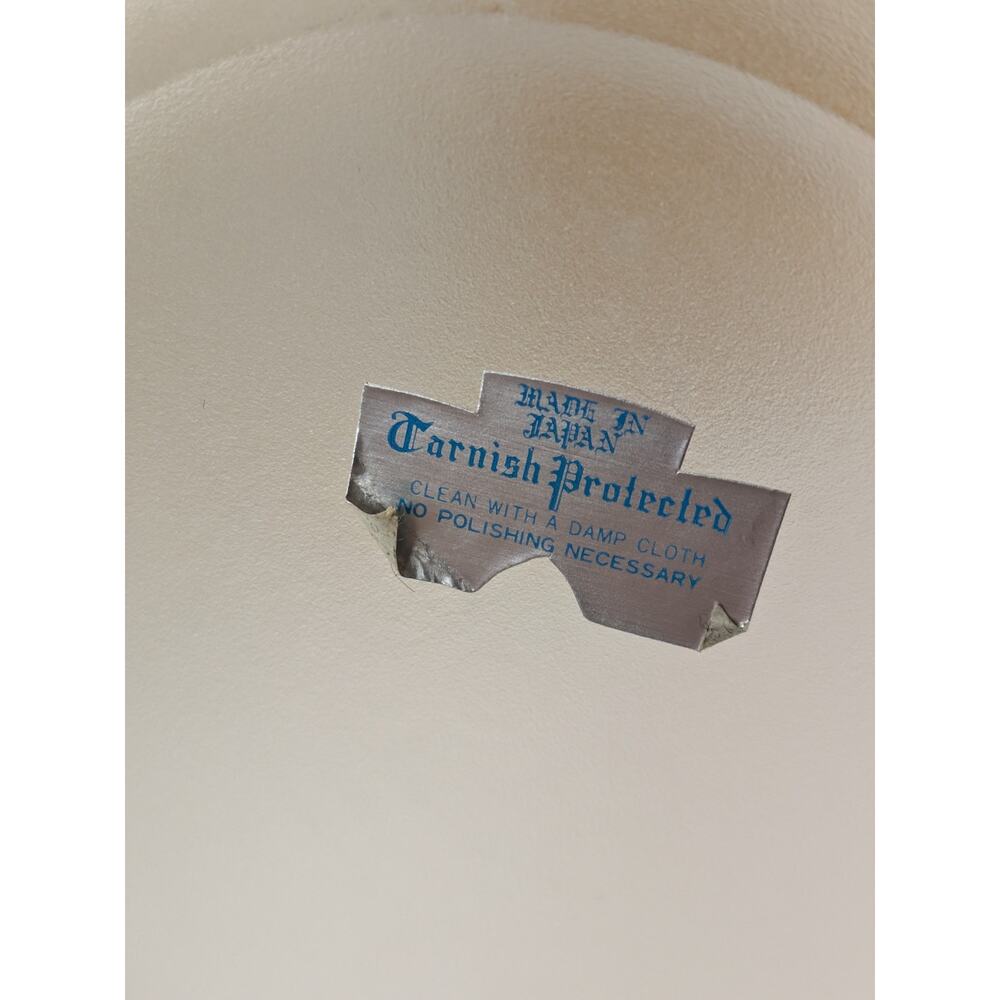 MADE IN
JAPAN
Tarnish Protected
CLEAN WITH A DAMP CLOTH
NO POLISHING NECESSARY